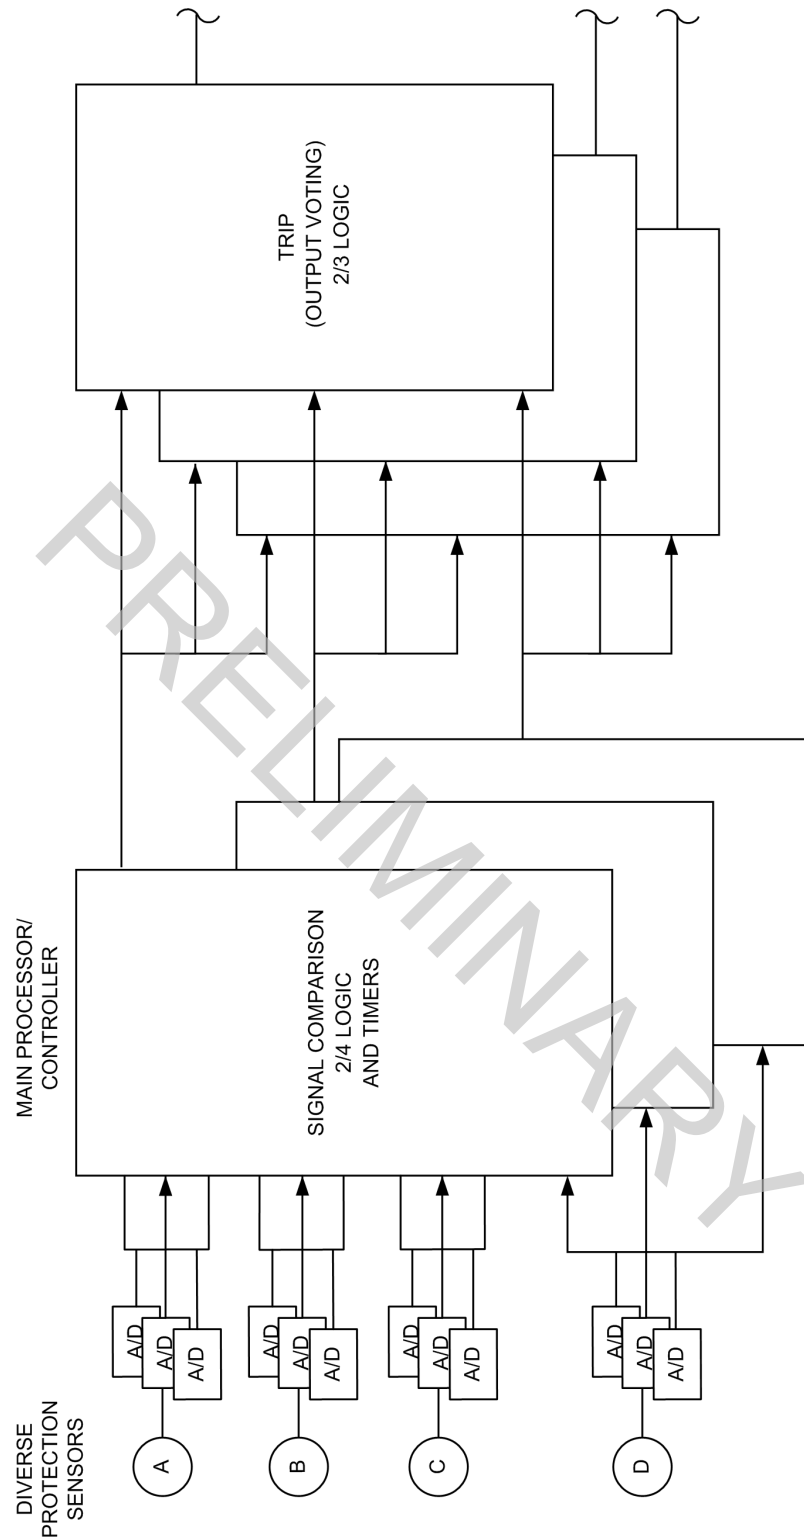 DIVERSE
PROTECTION
SENSORS
A
A/D
A/D
A/D
B
A/D
A/D
A/D
C
A/D
A/D
A/D
D
A/D
A/D
A/D
MAIN PROCESSOR/
CONTROLLER
SIGNAL COMPARISON
2/4 LOGIC
AND TIMERS
TRIP
(OUTPUT VOTING)
2/3 LOGIC
PRELIMINARY